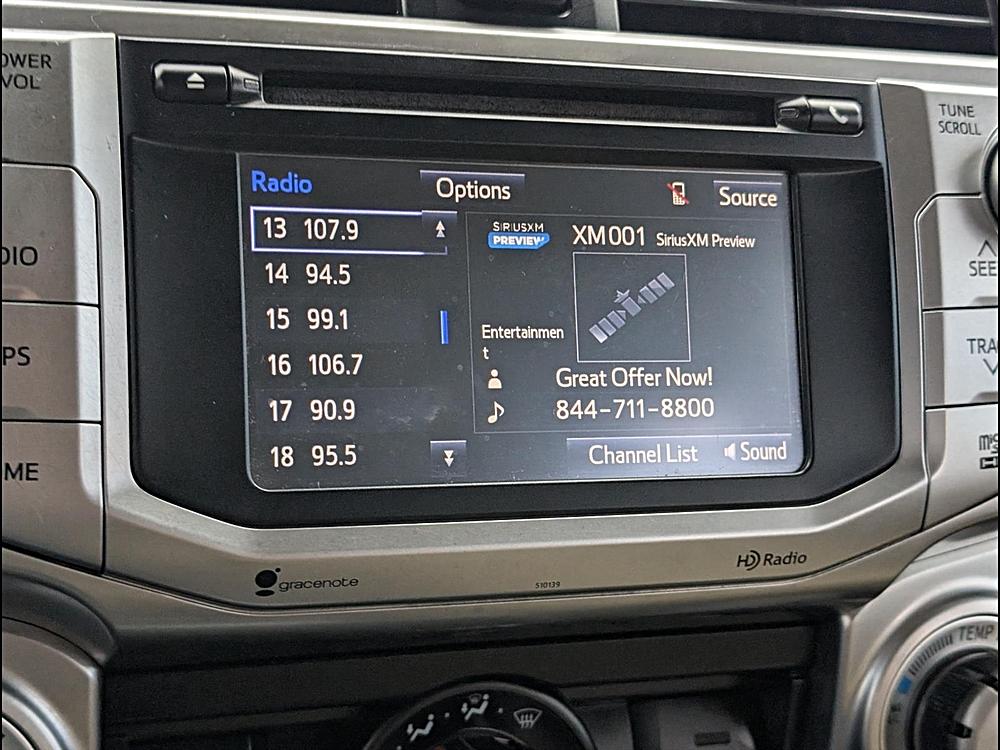 OWER
VOL
TUNE
SCROLL
Radio
Options
Source
13 107.9
14 94.5
15 99.1
16 106.7
17 90.9
18 95.5
SIRIUSXM
PREVIEW
XM001 SiriusXM Preview
Entertainmen
t
Great Offer Now!
844-711-8800
Channel List
Sound
DIO
PS
ME
SEE
TRA
gracenote
510139
HD Radio
TEMP